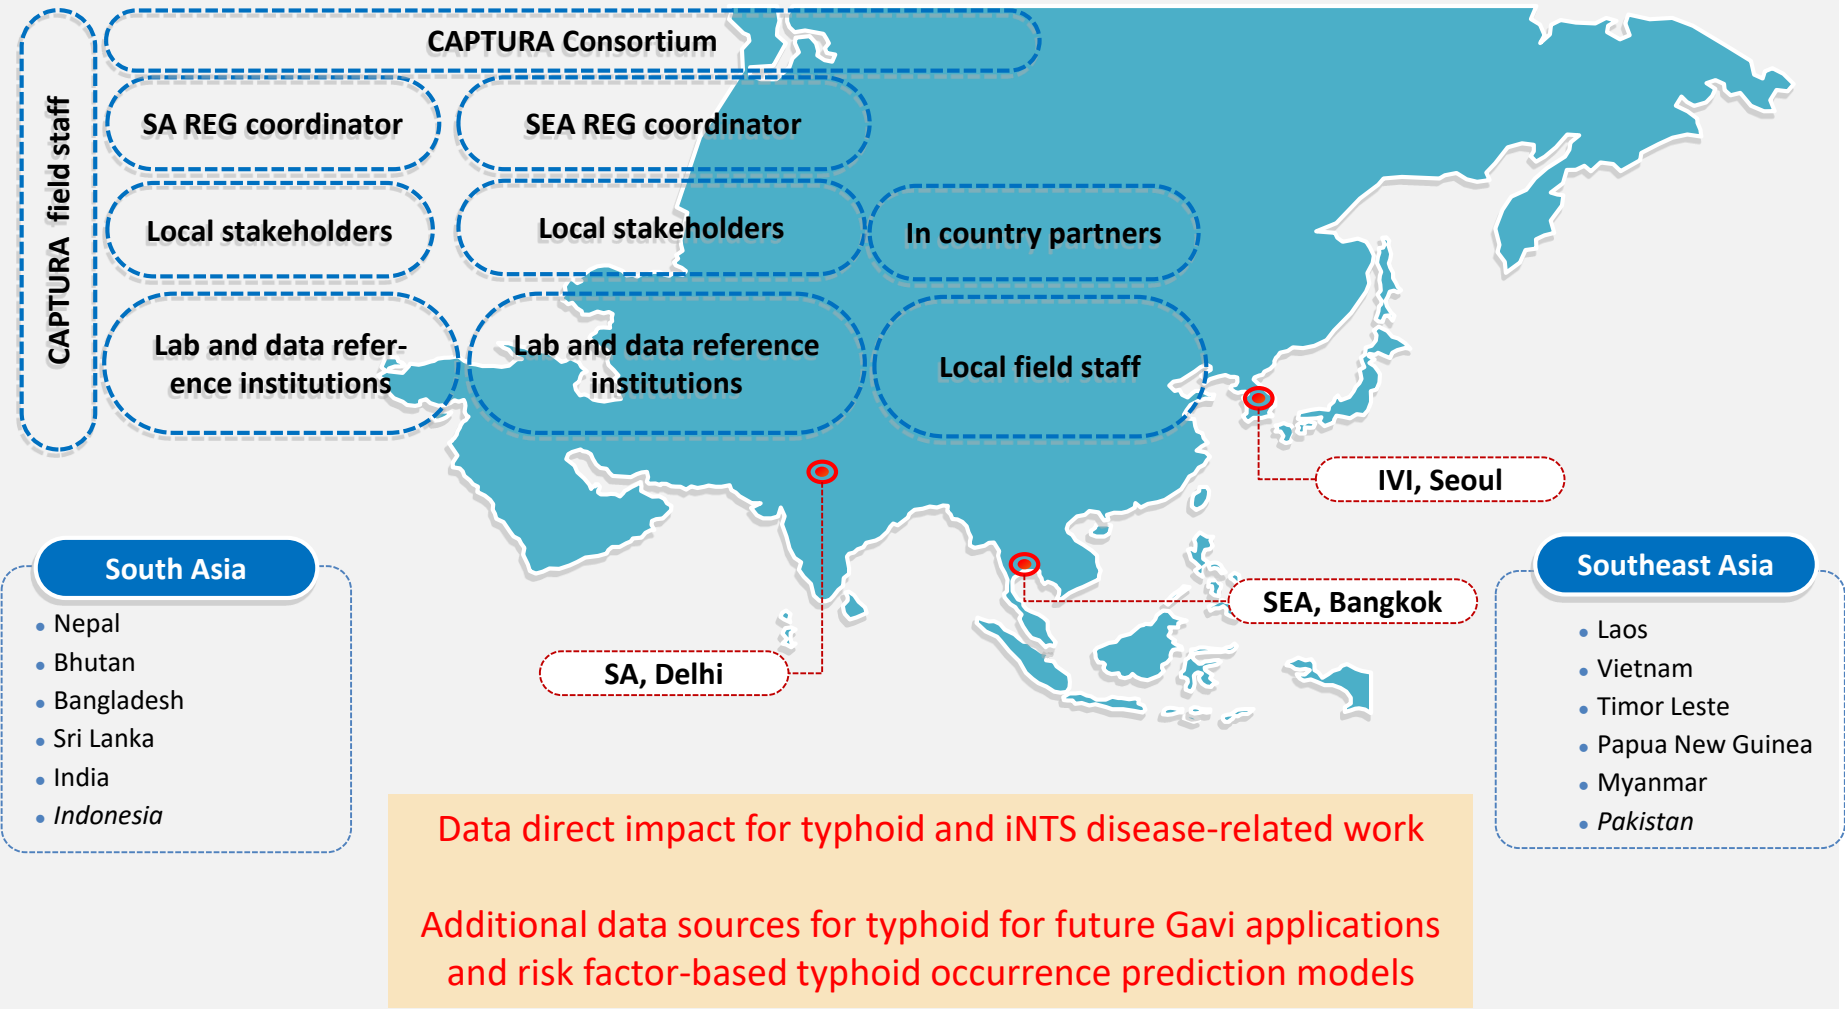 CAPTURA field staff
CAPTURA Consortium
SA REG coordinator
SEA REG coordinator
Local stakeholders
Local stakeholders
In country partners
Lab and data refer-
ence institutions
Lab and data reference
institutions
Local field staff
IVI, Seoul
SEA, Bangkok
SA, Delhi
South Asia
• Nepal
• Bhutan
• Bangladesh
• Sri Lanka
• India
• Indonesia
Southeast Asia
• Laos
• Vietnam
• Timor Leste
• Papua New Guinea
• Myanmar
• Pakistan
Data direct impact for typhoid and iNTS disease-related work
Additional data sources for typhoid for future Gavi applications
and risk factor-based typhoid occurrence prediction models